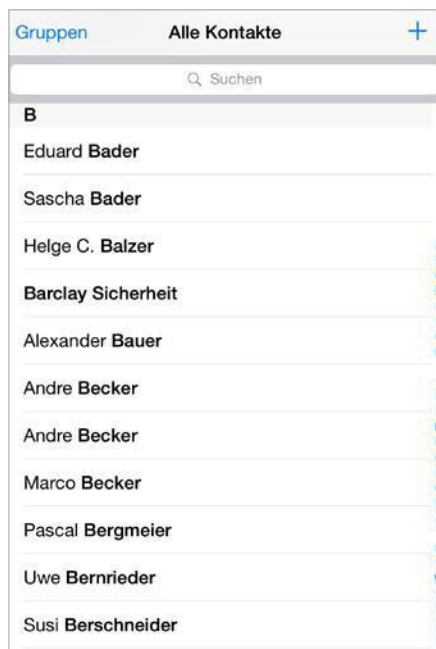 Gruppen Alle Kontakte +
Suchen
B
Eduard Bader
Sascha Bader
Helge C. Balzer
Barclay Sicherheit
Alexander Bauer
Andre Becker
Andre Becker
Marco Becker
Pascal Bergmeier
Uwe Bernrieder
Susi Berschneider